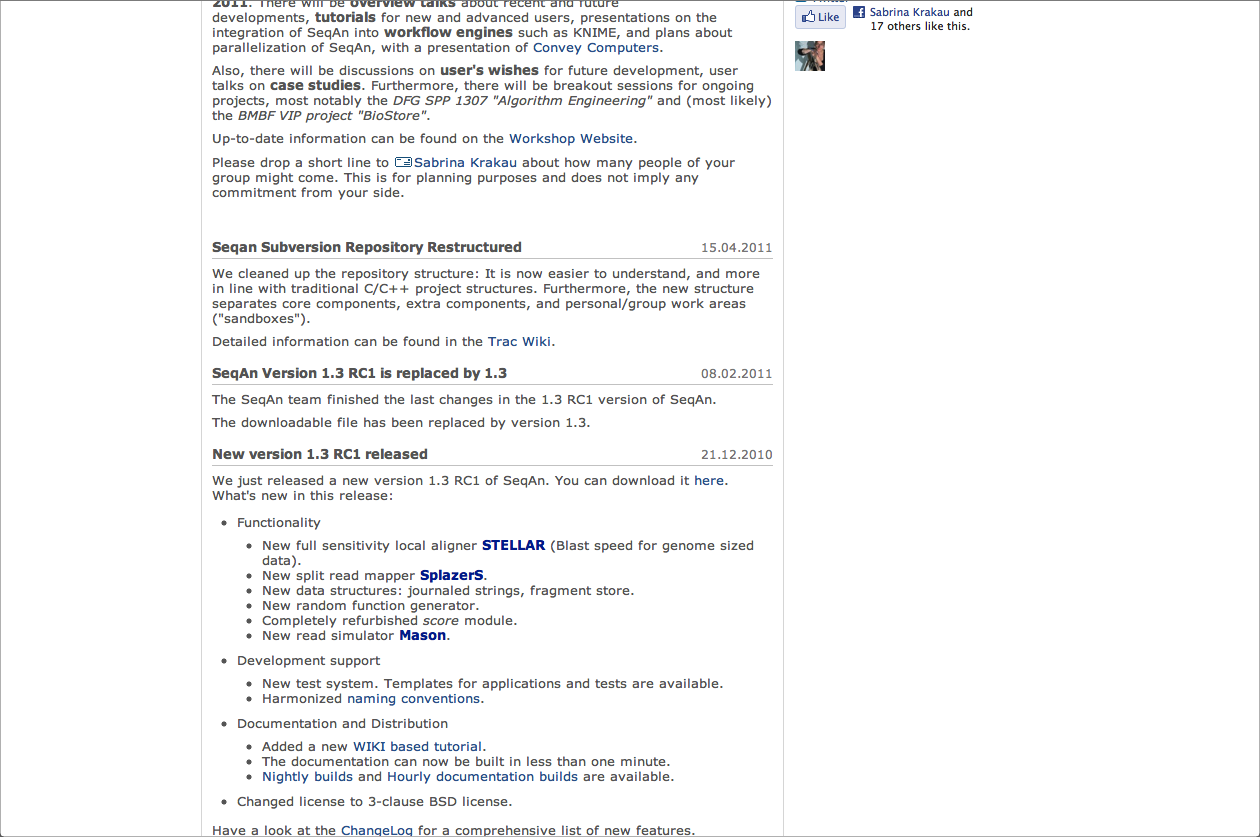 2011. There will be overview talks about recent and future
developments, tutorials for new and advanced users, presentations on the
integration of SeqAn into workflow engines such as KNIME, and plans about
parallelization of SeqAn, with a presentation of Convey Computers.
Also, there will be discussions on user's wishes for future development, user
talks on case studies. Furthermore, there will be breakout sessions for ongoing
projects, most notably the DFG SPP 1307 "Algorithm Engineering" and (most likely)
the BMBF VIP project "BioStore".
Up-to-date information can be found on the Workshop Website.
Please drop a short line to Sabrina Krakau about how many people of your
group might come. This is for planning purposes and does not imply any
commitment from your side.
Seqan Subversion Repository Restructured 15.04.2011
We cleaned up the repository structure: It is now easier to understand, and more
in line with traditional C/C++ project structures. Furthermore, the new structure
separates core components, extra components, and personal/group work areas
("sandboxes").
Detailed information can be found in the Trac Wiki.
SeqAn Version 1.3 RC1 is replaced by 1.3 08.02.2011
The SeqAn team finished the last changes in the 1.3 RC1 version of SeqAn.
The downloadable file has been replaced by version 1.3.
New version 1.3 RC1 released 21.12.2010
We just released a new version 1.3 RC1 of SeqAn. You can download it here.
What's new in this release:
• Functionality
• New full sensitivity local aligner STELLAR (Blast speed for genome sized
data).
• New split read mapper SplazerS.
• New data structures: journaled strings, fragment store.
• New random function generator.
• Completely refurbished score module.
• New read simulator Mason.
• Development support
• New test system. Templates for applications and tests are available.
• Harmonized naming conventions.
• Documentation and Distribution
• Added a new WIKI based tutorial.
• The documentation can now be built in less than one minute.
• Nightly builds and Hourly documentation builds are available.
• Changed license to 3-clause BSD license.
Have a look at the ChangeLog for a comprehensive list of new features.
Like
Sabrina Krakau and
17 others like this.